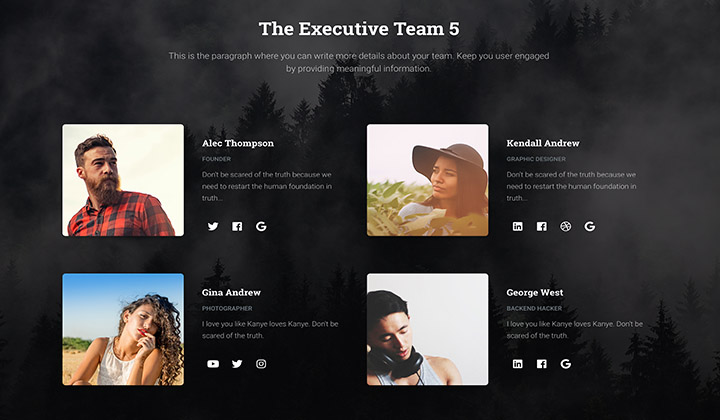 The Executive Team 5
This is the paragraph where you can write more details about your team. Keep you user engaged
by providing meaningful information.
Alec Thompson
FOUNDER
Don't be scared of the truth because we
need to restart the human foundation in
truth...
Kendall Andrew
GRAPHIC DESIGNER
Don't be scared of the truth because we
need to restart the human foundation in
truth...
Gina Andrew
PHOTOGRAPHER
I love you like Kanye loves Kanye. Don't be
scared of the truth.
George West
BACKEND HACKER
I love you like Kanye loves Kanye. Don't be
scared of the truth.